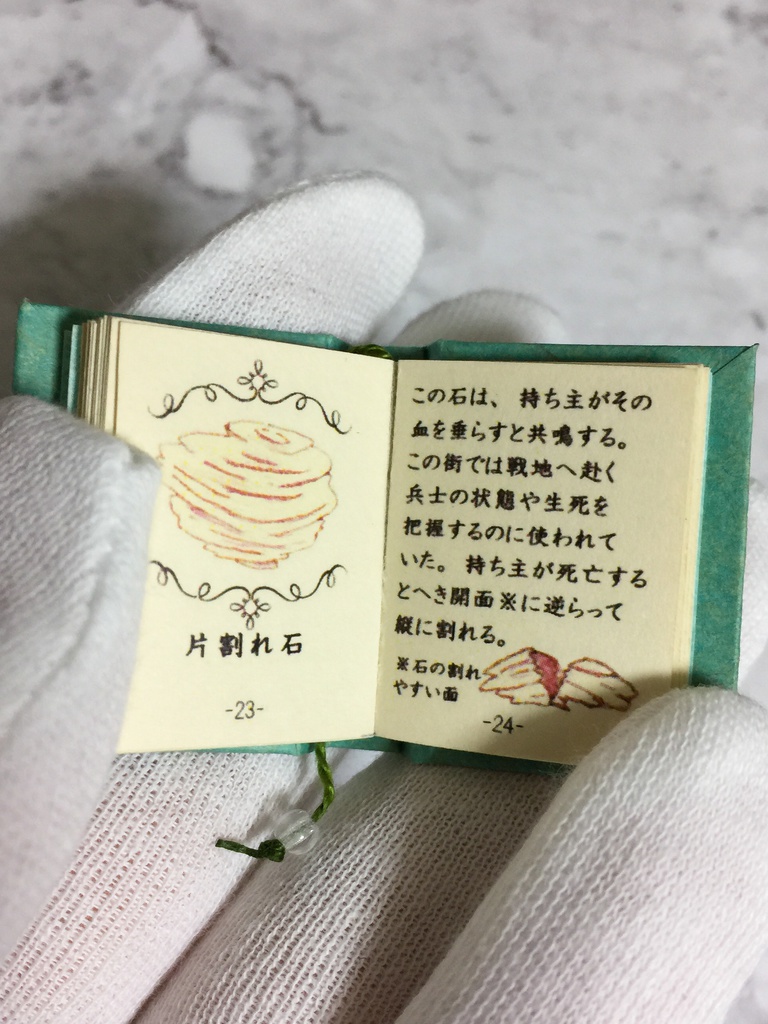 片割れ石
-23-
この石は、持ち主がその
血を垂らすと共鳴する。
この街では戦地へ赴く
兵士の状態や生死を
把握するのに使われて
いた。持ち主が死亡する
とへき開面※に逆らって
縦に割れる。
※石の割れ
やすい面
-24-